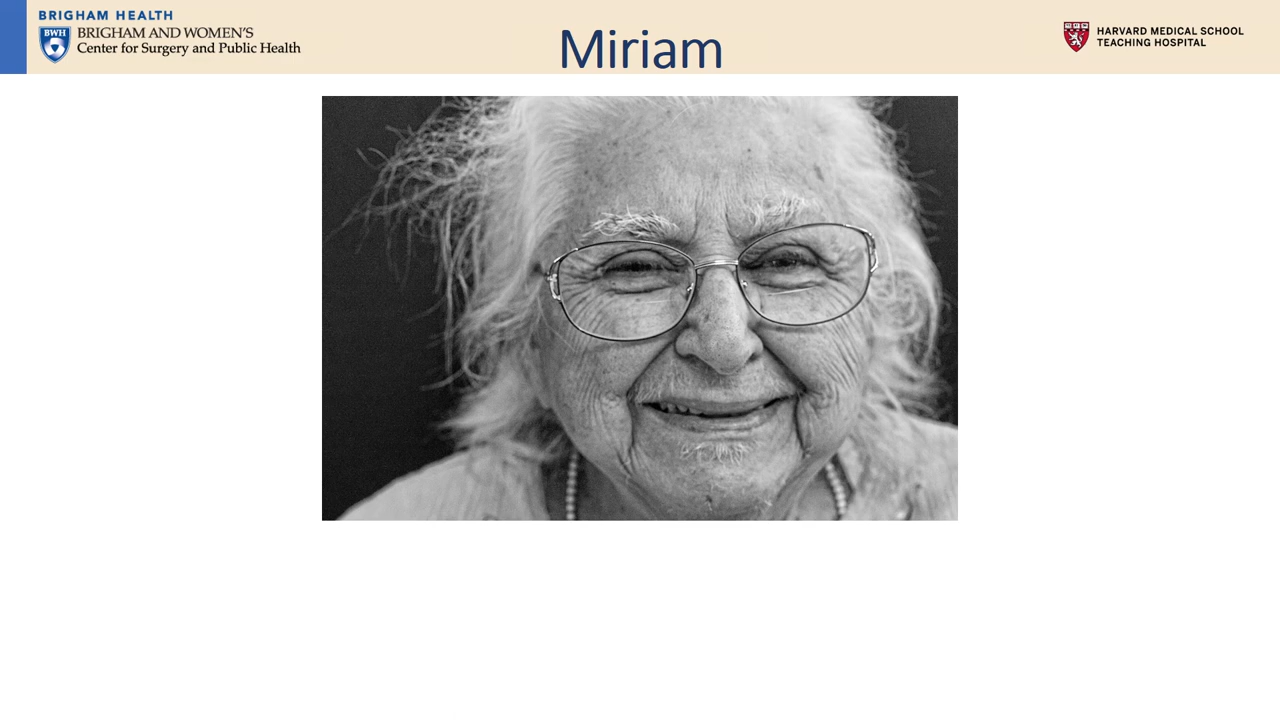 BRIGHAM HEALTH
BWH
BRIGHAM AND WOMEN'S
Center for Surgery and Public Health
Miriam
HARVARD MEDICAL SCHOOL
TEACHING HOSPITAL